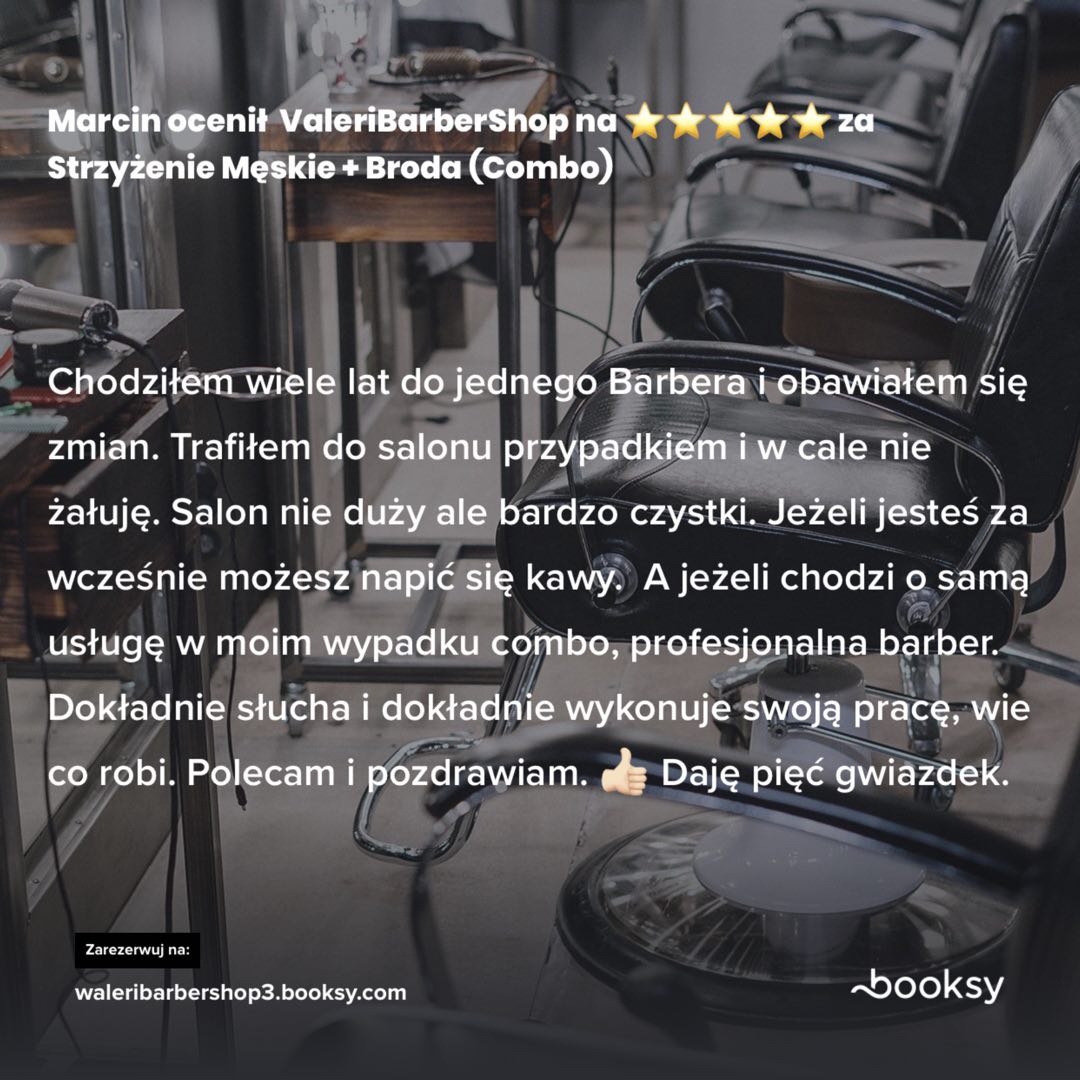 Marcin ocenił ValeriBarberShop na ⭐⭐⭐⭐⭐ za
Strzyżenie Męskie + Broda (Combo)
Chodziłem wiele lat do jednego Barbera i obawiałem się
zmian. Trafiłem do salonu przypadkiem i w cale nie
żałuję. Salon nie duży ale bardzo czystki. Jeżeli jesteś za
wcześnie możesz napić się kawy.  A jeżeli chodzi o samą
usługę w moim wypadku combo, profesjonalna barber.
Dokładnie słucha i dokładnie wykonuje swoją pracę, wie
co robi. Polecam i pozdrawiam. 👍🏻 Daję pięć gwiazdek.
Zarezerwuj na:
waleribarbershop3.booksy.com
booksy